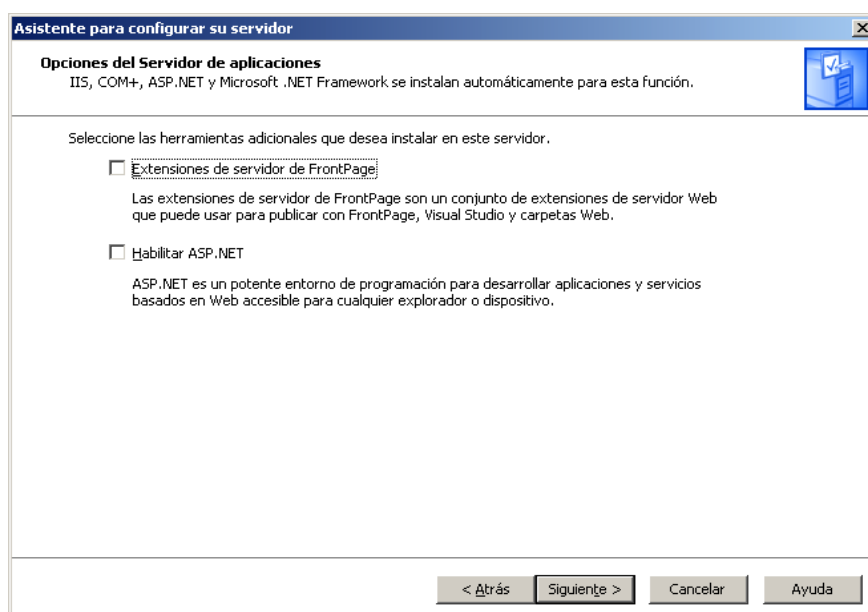 Asistente para configurar su servidor
Opciones del Servidor de aplicaciones
IIS, COM+, ASP.NET y Microsoft .NET Framework se instalan automáticamente para esta función.
Seleccione las herramientas adicionales que desea instalar en este servidor.
Extensiones de servidor de FrontPage
Las extensiones de servidor de FrontPage son un conjunto de extensiones de servidor Web
que puede usar para publicar con FrontPage, Visual Studio y carpetas Web.
Habilitar ASP.NET
ASP.NET es un potente entorno de programación para desarrollar aplicaciones y servicios
basados en Web accesible para cualquier explorador o dispositivo.
< Atrás Siguiente > Cancelar Ayuda